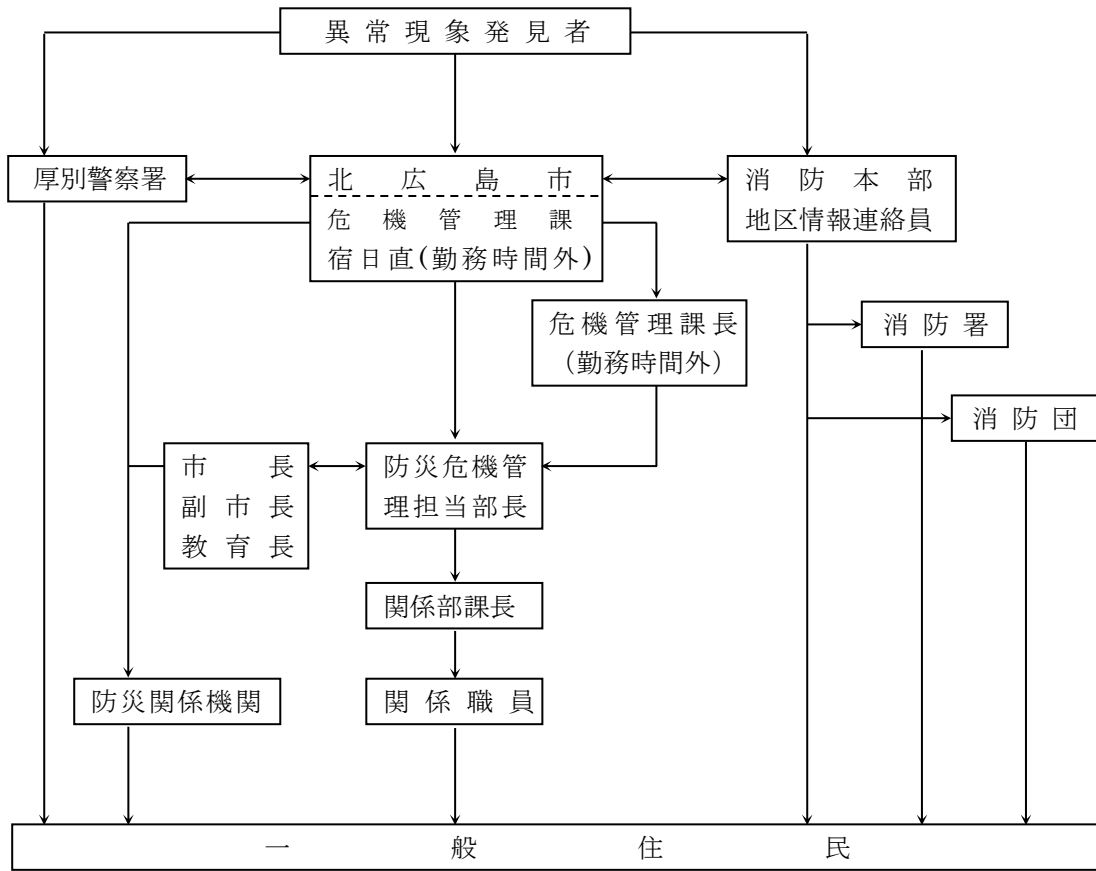 異常現象発見者
厚別警察署
北広島市
危機管理課
宿日直(勤務時間外)
消防本部
地区情報連絡員
危機管理課長
(勤務時間外)
消防署
消防団
市長
副市長
教育長
防災危機管
理担当部長
関係部課長
防災関係機関
関係職員
一般住民